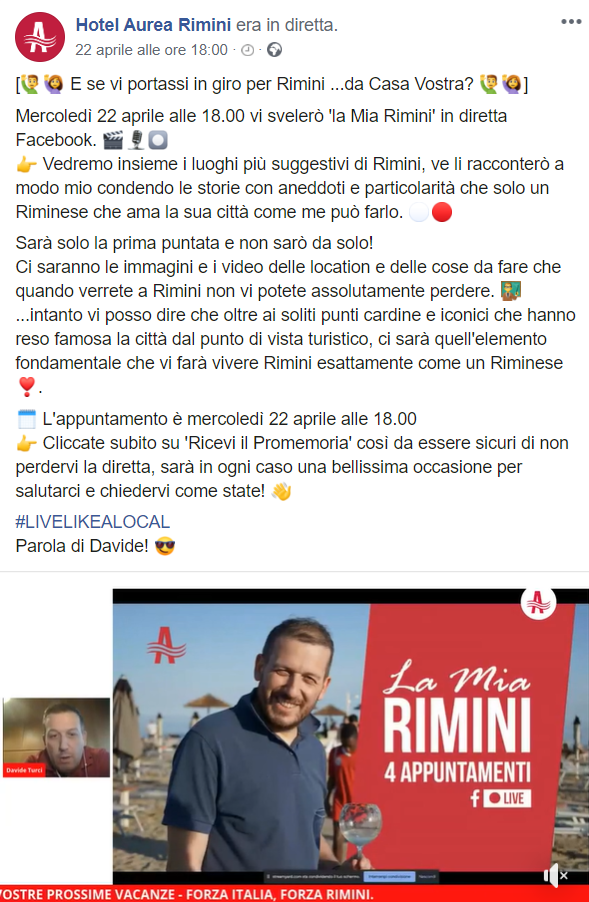 Hotel Aurea Rimini era in diretta.
22 aprile alle ore 18:00 ·
[🙋‍♂️🙋‍♀️ E se vi portassi in giro per Rimini ...da Casa Vostra? 🙋‍♂️🙋‍♀️]
Mercoledì 22 aprile alle 18.00 vi svelerò 'la Mia Rimini' in diretta
Facebook. 🎬🎙⏺
👉 Vedremo insieme i luoghi più suggestivi di Rimini, ve li racconterò a
modo mio condendo le storie con aneddoti e particolarità che solo un
Riminese che ama la sua città come me può farlo. ⚪🔴
Sarà solo la prima puntata e non sarò da solo!
Ci saranno le immagini e i video delle location e delle cose da fare che
quando verrete a Rimini non vi potete assolutamente perdere.
...intanto vi posso dire che oltre ai soliti punti cardine e iconici che hanno
reso famosa la città dal punto di vista turistico, ci sarà quell'elemento
fondamentale che vi farà vivere Rimini esattamente come un Riminese
❣️.
🗓 L'appuntamento è mercoledì 22 aprile alle 18.00
👉 Cliccate subito su 'Ricevi il Promemoria' così da essere sicuri di non
perdervi la diretta, sarà in ogni caso una bellissima occasione per
salutarci e chiedervi come state! 👋
#LIVELIKEALOCAL
Parola di Davide! 😎
La Mia
RIMINI
4 APPUNTAMENTI
f LIVE
Davide Turci
VOSTRE PROSSIME VACANZE - FORZA ITALIA, FORZA RIMINI.